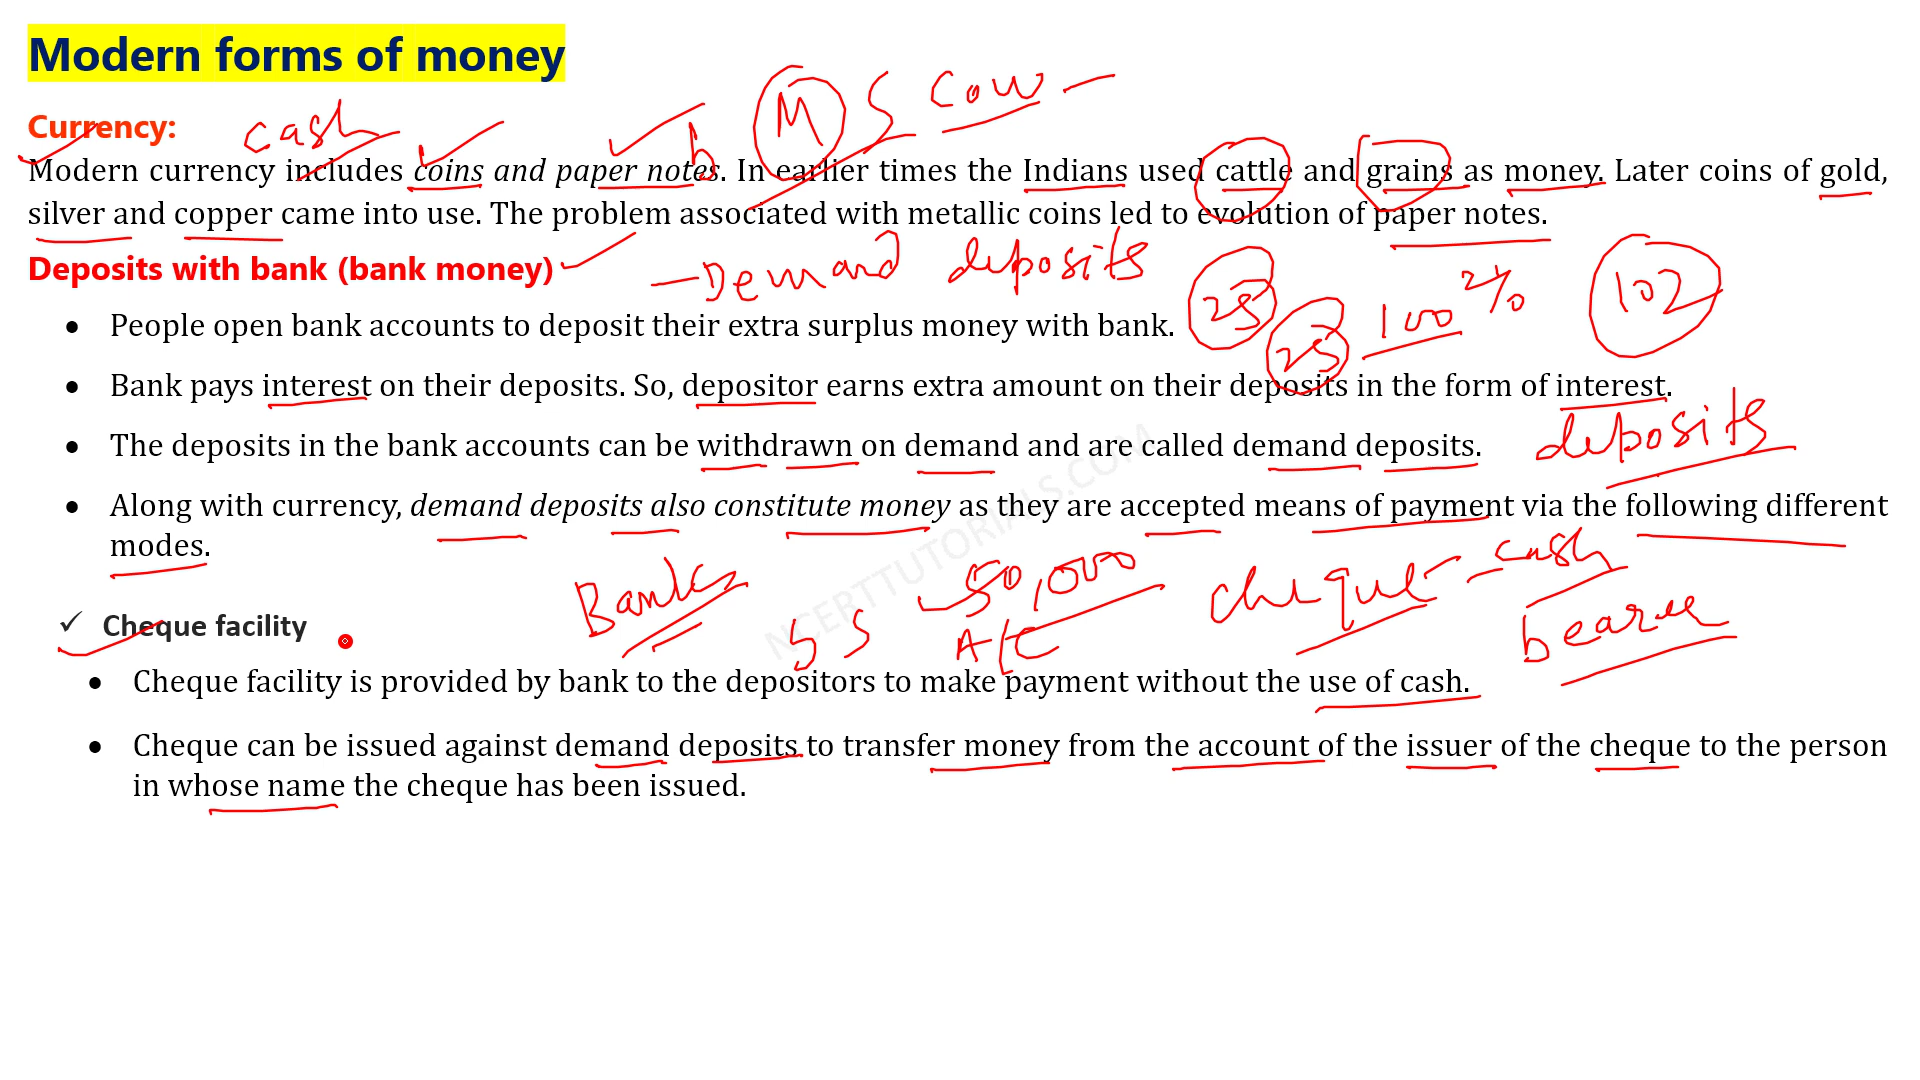 Modern forms of money
M S cow
Currency: cash b
Modern currency includes coins and paper notes. In earlier times the Indians used cattle and grains as money. Later coins of gold,
silver and copper came into use. The problem associated with metallic coins led to evolution of paper notes.
Deposits with bank (bank money) - Demand deposits
25 25 100 2% 102
People open bank accounts to deposit their extra surplus money with bank.
Bank pays interest on their deposits. So, depositor earns extra amount on their deposits in the form of interest.
deposits
The deposits in the bank accounts can be withdrawn on demand and are called demand deposits.
Along with currency, demand deposits also constitute money as they are accepted means of payment via the following different
modes.
Bank 50,000 cheque - cash
S S A/C bearer
✓ Cheque facility
Cheque facility is provided by bank to the depositors to make payment without the use of cash.
Cheque can be issued against demand deposits to transfer money from the account of the issuer of the cheque to the person
in whose name the cheque has been issued.
NCERTTUTORIALS.COM